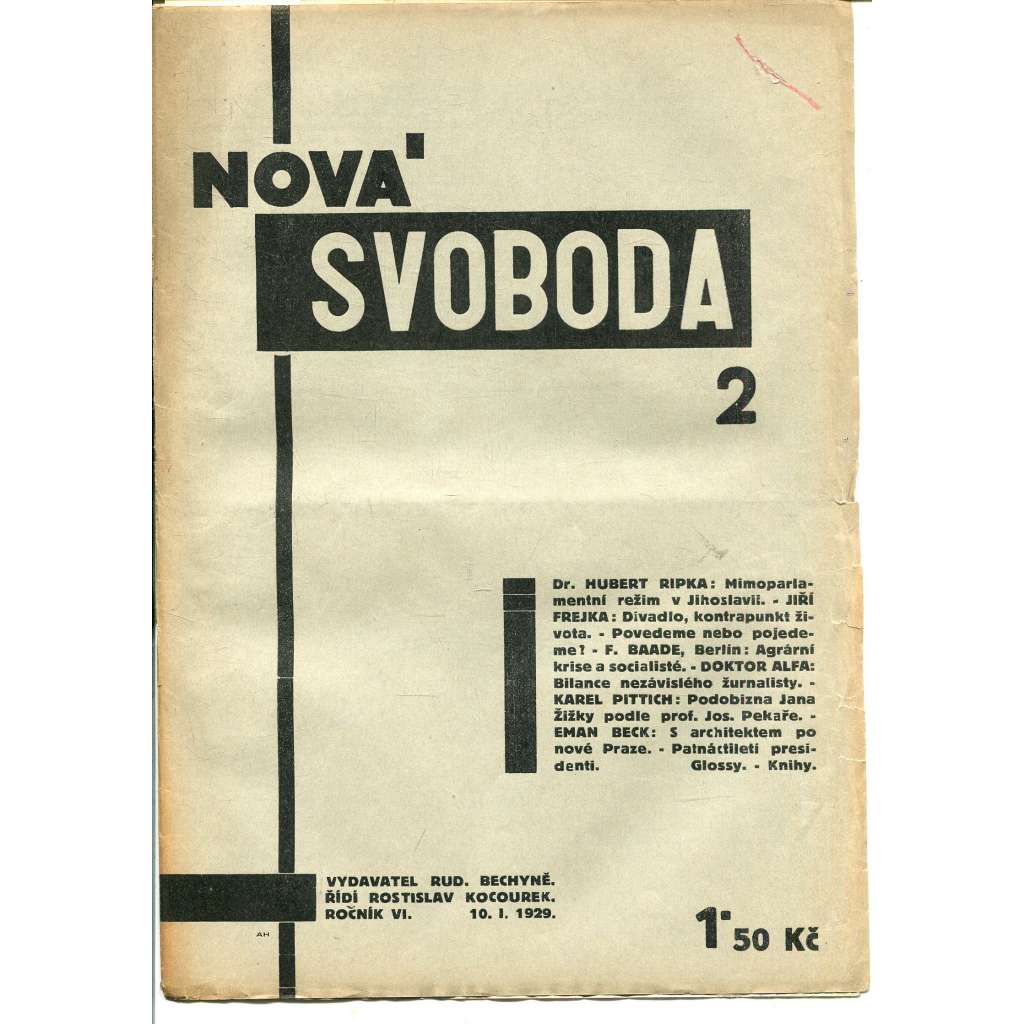 NOVÁ
SVOBODA
2
Dr. HUBERT RIPKA: Mimoparla-
mentní režim v Jihoslavii. - JIŘÍ
FREJKA: Divadlo, kontrapunkt ži-
vota. - Povedeme nebo pojede-
me? - F. BAADE, Berlín: Agrární
krise a socialisté. - DOKTOR ALFA:
Bilance nezávislého žurnalisty. -
KAREL PITTICH: Podobizna Jana
Žižky podle prof. Jos. Pekaře. -
EMAN BECK: S architektem po
nové Praze. - Patnáctiletí presi-
denti. Glossy. - Knihy.
VYDAVATEL RUD. BECHYNĚ.
ŘÍDÍ ROSTISLAV KOCOUREK.
ROČNÍK VI. 10. I. 1929.
AH
1·50 Kč